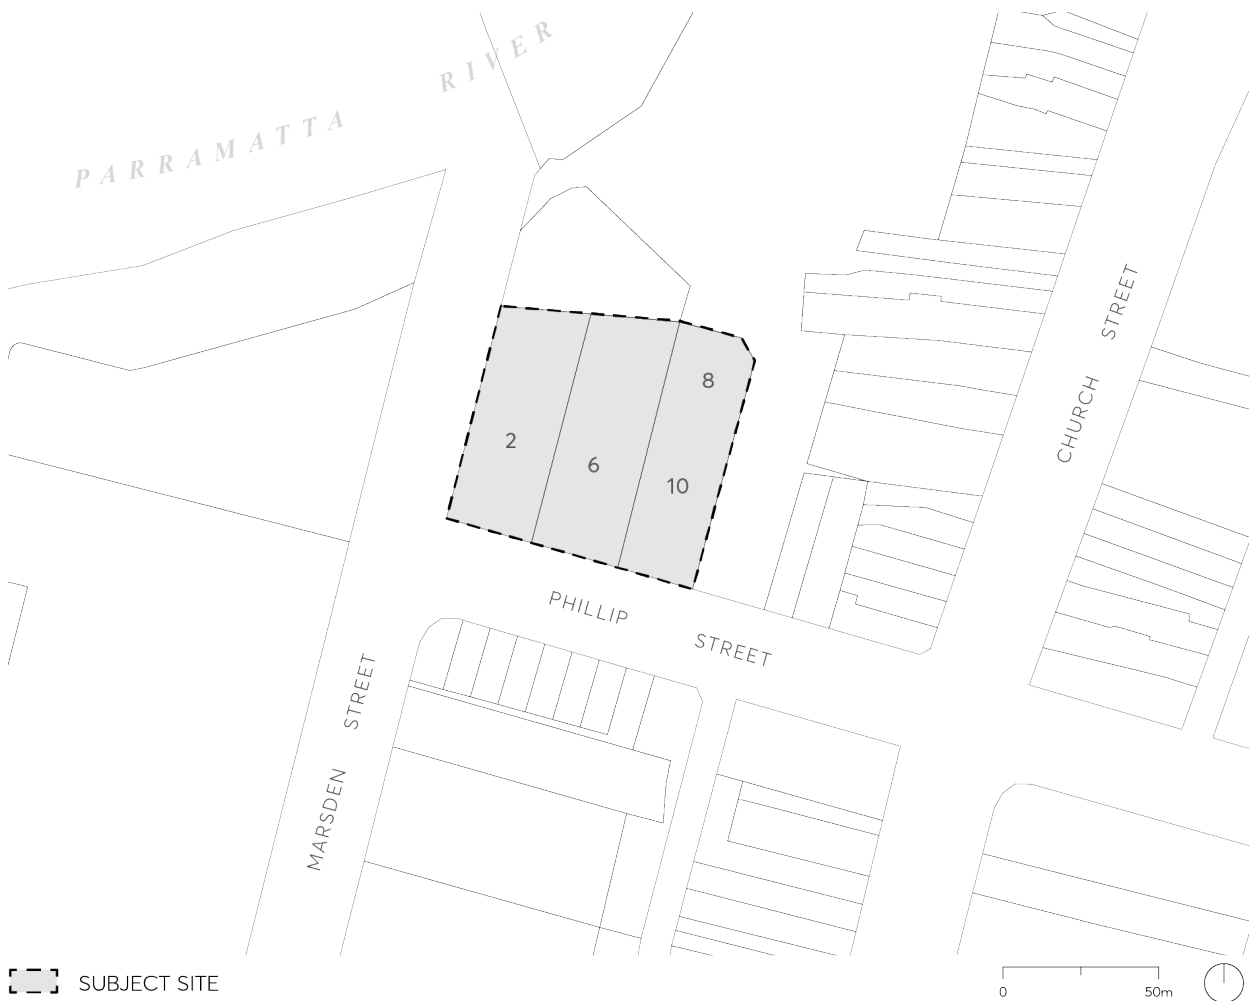 PARRAMATTA RIVER
CHURCH STREET
8
2
6
10
PHILLIP STREET
MARSDEN STREET
SUBJECT SITE
0 50m